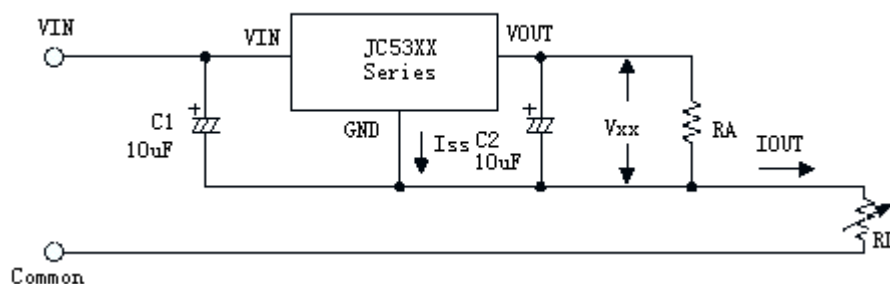 VIN
VIN
JC53XX
Series
VOUT
C1
10uF
GND
Iss
C2
10uF
Vxx
RA
IOUT
Common